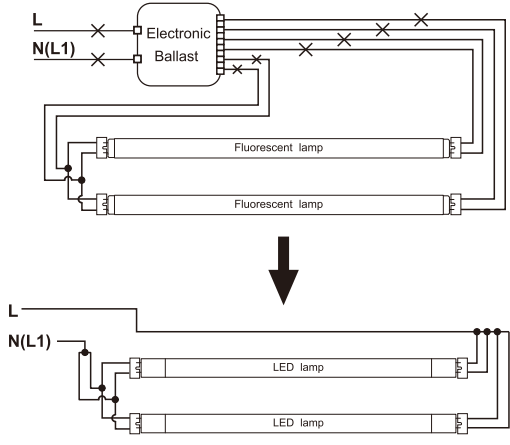 L
N(L1)
Electronic
Ballast
Fluorescent lamp
Fluorescent lamp
L
N(L1)
LED lamp
LED lamp